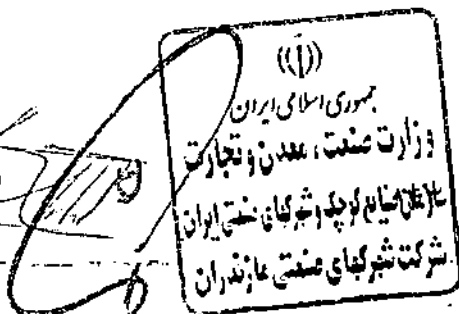 جمهوری اسلامی ایران
وزارت صنعت، معدن و تجارت
سازمان صنایع کوچک و شهرکهای صنعتی ایران
شرکت شهرکهای صنعتی مازندران